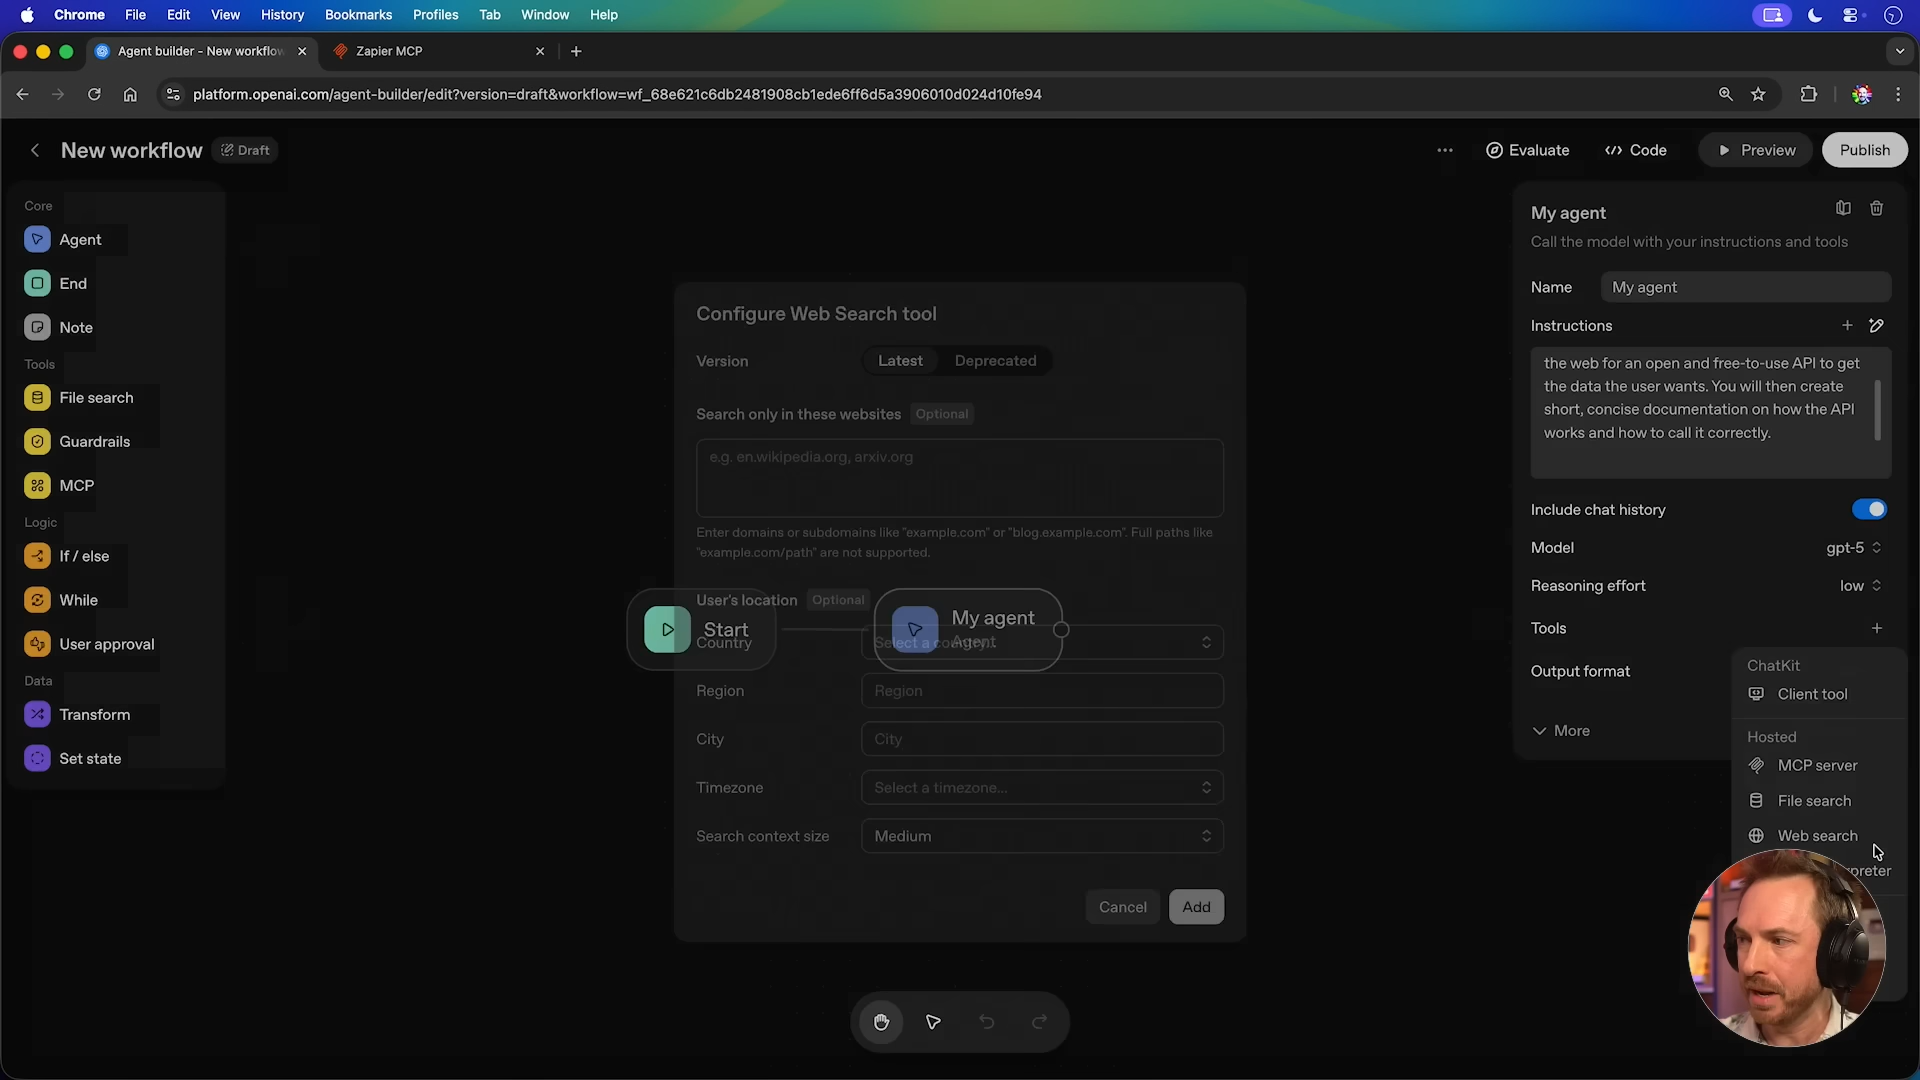 Chrome File Edit View History Bookmarks Profiles Tab Window Help
Agent builder - New workflow
Zapier MCP
platform.openai.com/agent-builder/edit?version=draft&workflow=wf_68e621c6db2481908cb1ede6ff6d5a3906010d024d10fe94
New workflow Draft
Evaluate Code Preview Publish
Core
Agent
End
Note
Tools
File search
Guardrails
MCP
Logic
If / else
While
User approval
Data
Transform
Set state
Configure Web Search tool
Version Latest Deprecated
Search only in these websites Optional
e.g. en.wikipedia.org, arxiv.org
Enter domains or subdomains like "example.com" or "blog.example.com". Full paths like
"example.com/path" are not supported.
User's location Optional
Country Select a country...
Region Region
City City
Timezone Select a timezone...
Search context size Medium
Cancel Add
Start
My agent
Agent
My agent
Call the model with your instructions and tools
Name My agent
Instructions
the web for an open and free-to-use API to get
the data the user wants. You will then create
short, concise documentation on how the API
works and how to call it correctly.
Include chat history
Model gpt-5
Reasoning effort low
Tools
Output format
More
ChatKit
Client tool
Hosted
MCP server
File search
Web search
rpreter